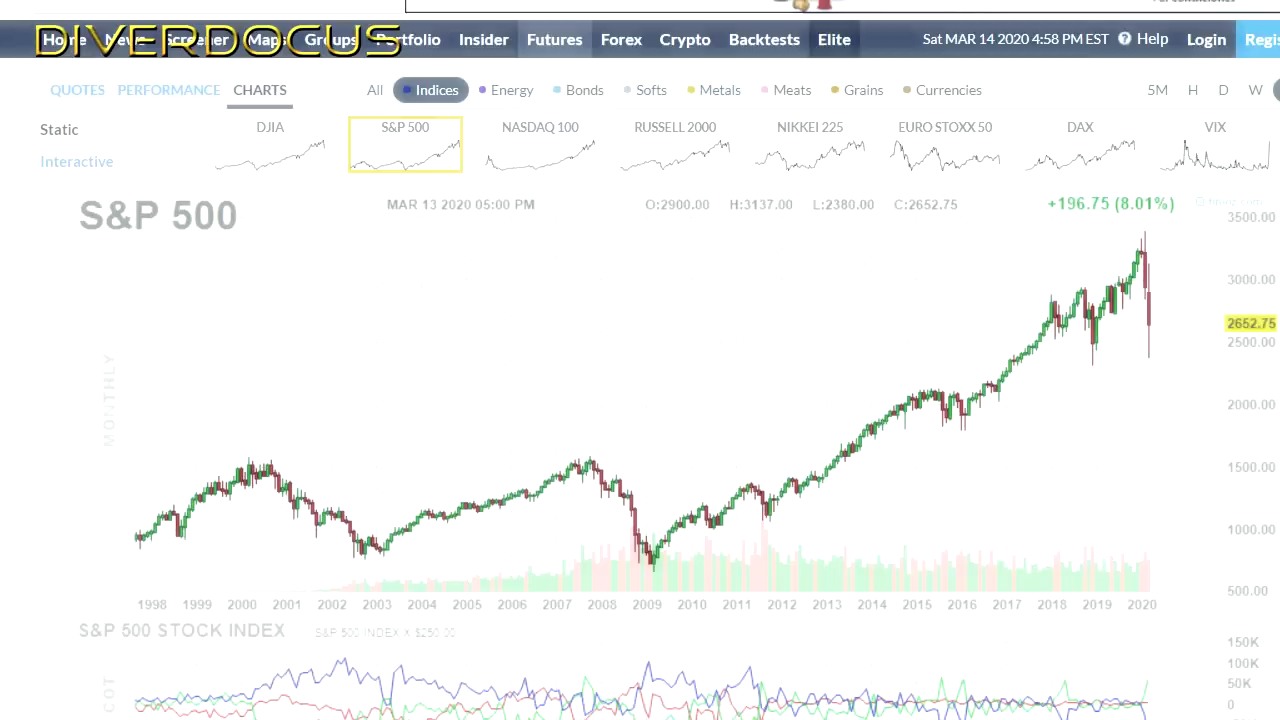 DIVERDOCUS
Home News Screener Maps Groups Portfolio Insider Futures Forex Crypto Backtests Elite Sat MAR 14 2020 4:58 PM EST Help Login
QUOTES PERFORMANCE CHARTS All Indices Energy Bonds Softs Metals Meats Grains Currencies 5M H D W
Static
Interactive
DJIA S&P 500 NASDAQ 100 RUSSELL 2000 NIKKEI 225 EURO STOXX 50 DAX VIX
S&P 500 MAR 13 2020 05:00 PM O:2900.00 H:3137.00 L:2380.00 C:2652.75 +196.75 (8.01%)
3500.00
3000.00
2652.75
2500.00
MONTHLY
2000.00
1500.00
1000.00
500.00
1998 1999 2000 2001 2002 2003 2004 2005 2006 2007 2008 2009 2010 2011 2012 2013 2014 2015 2016 2017 2018 2019 2020
S&P 500 STOCK INDEX S&P 500 INDEX X $250.00
150K
100K
50K
COT
0